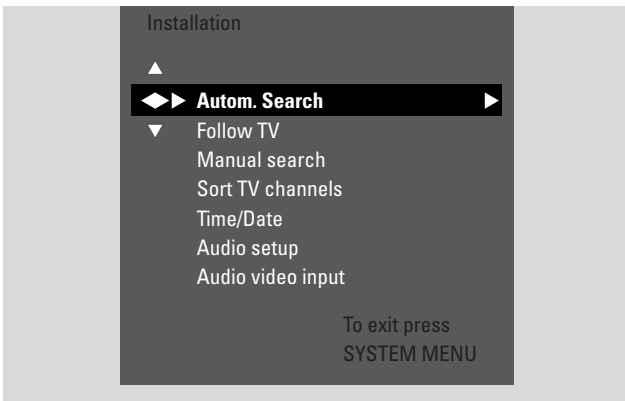 Installation
Autom. Search
Follow TV
Manual search
Sort TV channels
Time/Date
Audio setup
Audio video input
To exit press
SYSTEM MENU